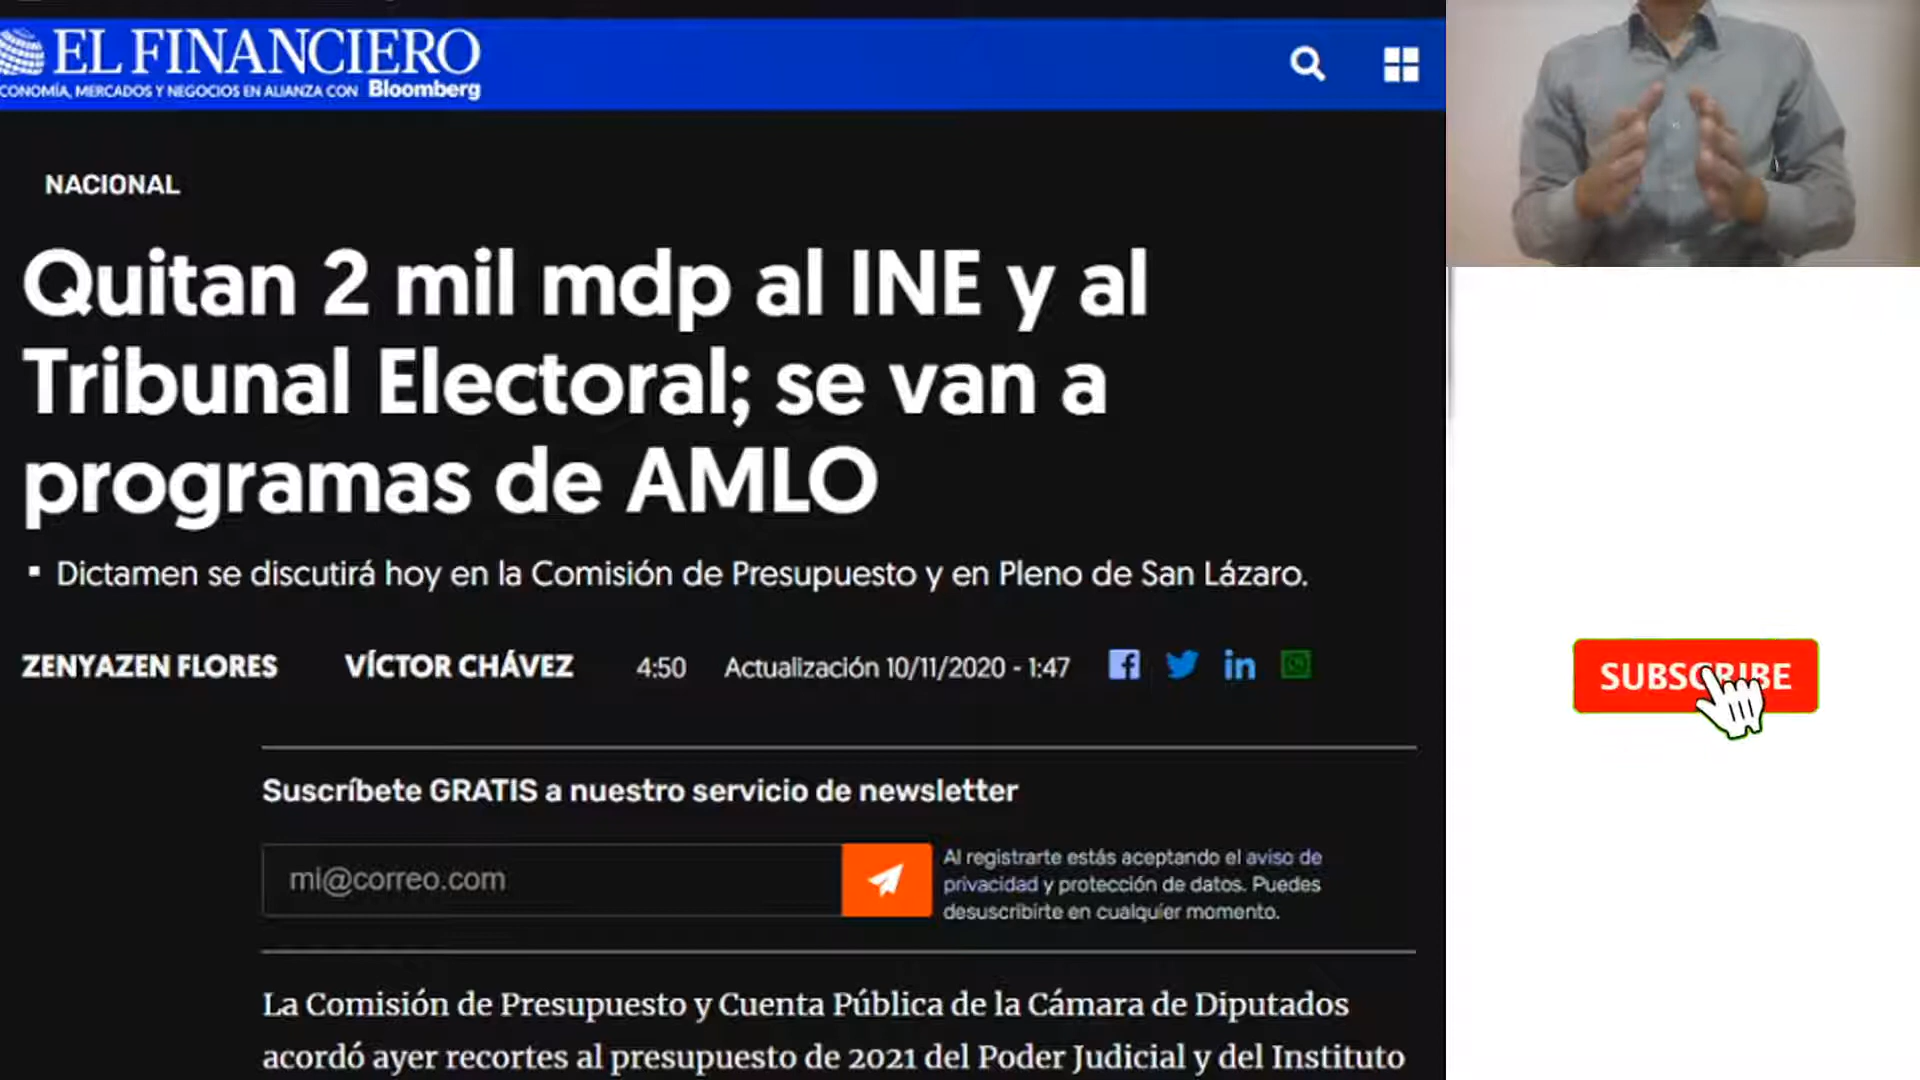 EL FINANCIERO
CONOMÍA, MERCADOS Y NEGOCIOS EN ALIANZA CON Bloomberg
NACIONAL
Quitan 2 mil mdp al INE y al
Tribunal Electoral; se van a
programas de AMLO
▪ Dictamen se discutirá hoy en la Comisión de Presupuesto y en Pleno de San Lázaro.
ZENYAZEN FLORES VÍCTOR CHÁVEZ 4:50 Actualización 10/11/2020 - 1:47
SUBSCRIBE
Suscríbete GRATIS a nuestro servicio de newsletter
mi@correo.com
Al registrarte estás aceptando el aviso de
privacidad y protección de datos. Puedes
desuscribirte en cualquier momento.
La Comisión de Presupuesto y Cuenta Pública de la Cámara de Diputados
acordó ayer recortes al presupuesto de 2021 del Poder Judicial y del Instituto